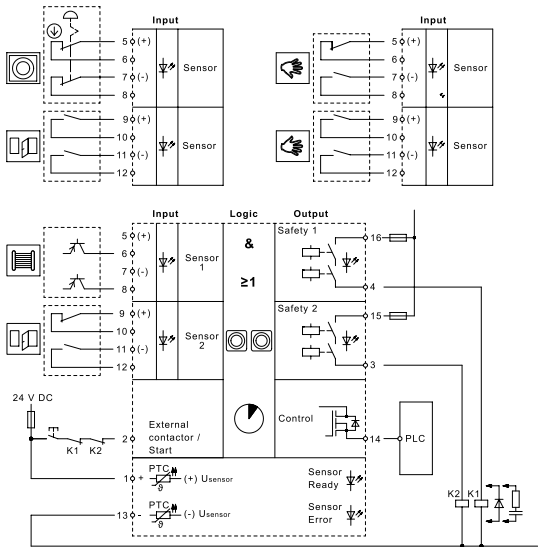 Input
5 (+)
6
7 (-)
8
Sensor
9 (+)
10
11 (-)
12
Sensor
Input
5 (+)
6
7 (-)
8
Sensor
9 (+)
10
11 (-)
12
Sensor
Input Logic Output
5 (+)
6
7 (-)
8
Sensor
1
&
≥1
Safety 1
16
4
9 (+)
10
11 (-)
12
Sensor
2
Safety 2
15
3
24 V DC
K1 K2
2
External
contactor /
Start
Control
14
PLC
1 +
PTC
ϑ
(+) Usensor
Sensor
Ready
13 -
PTC
ϑ
(-) Usensor
Sensor
Error
K2 K1